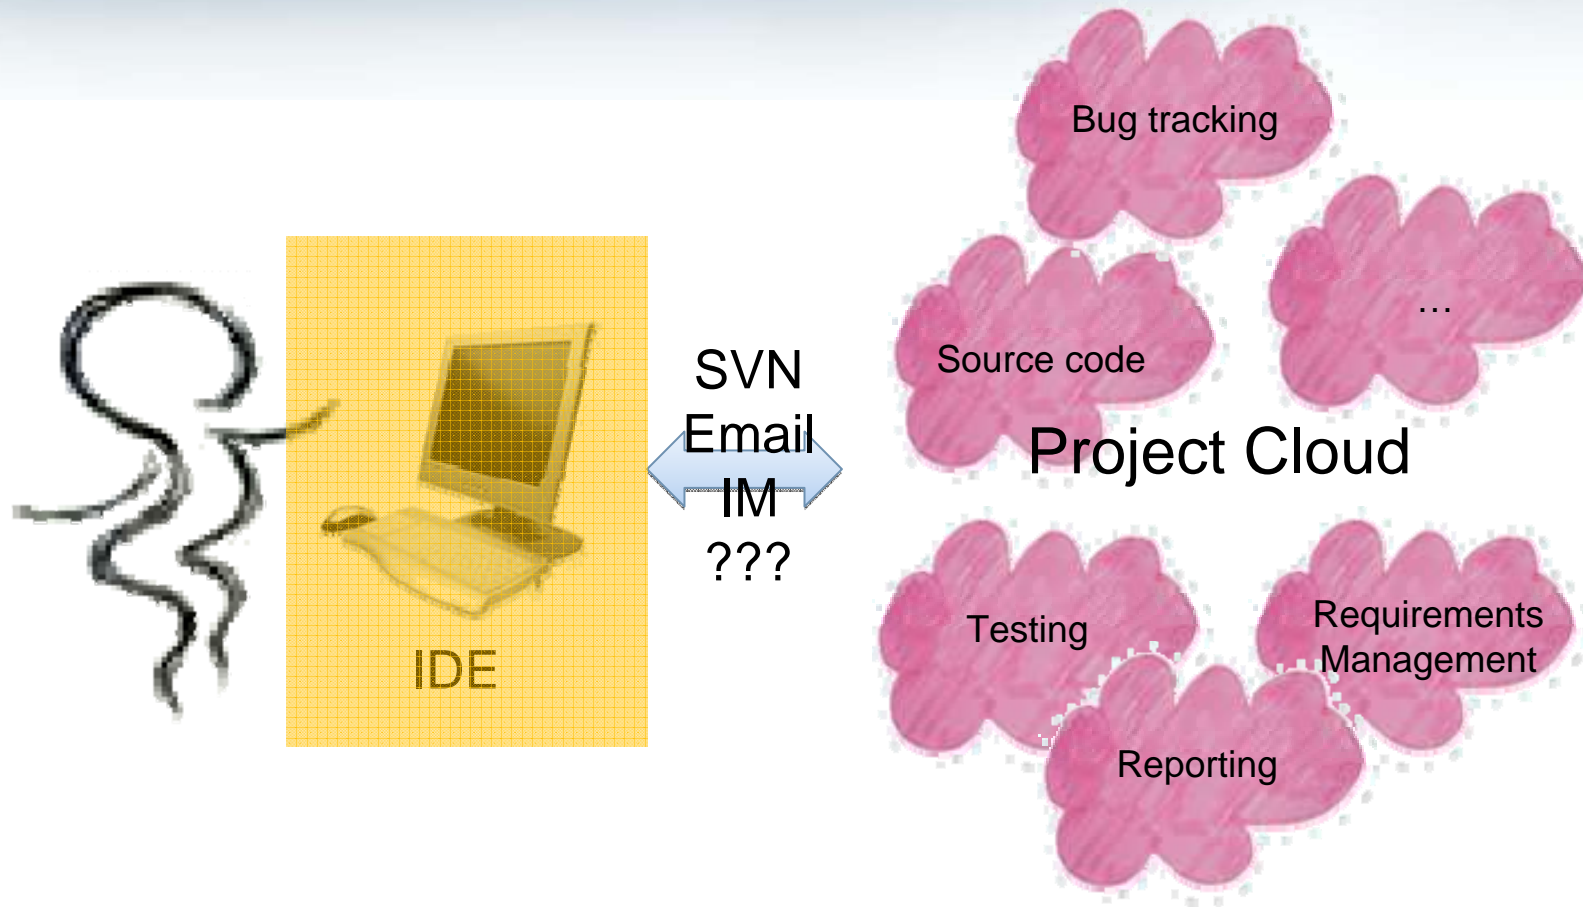 Bug tracking
…
Source code
SVN
Email
IM
???
Project Cloud
IDE
Testing
Requirements
Management
Reporting